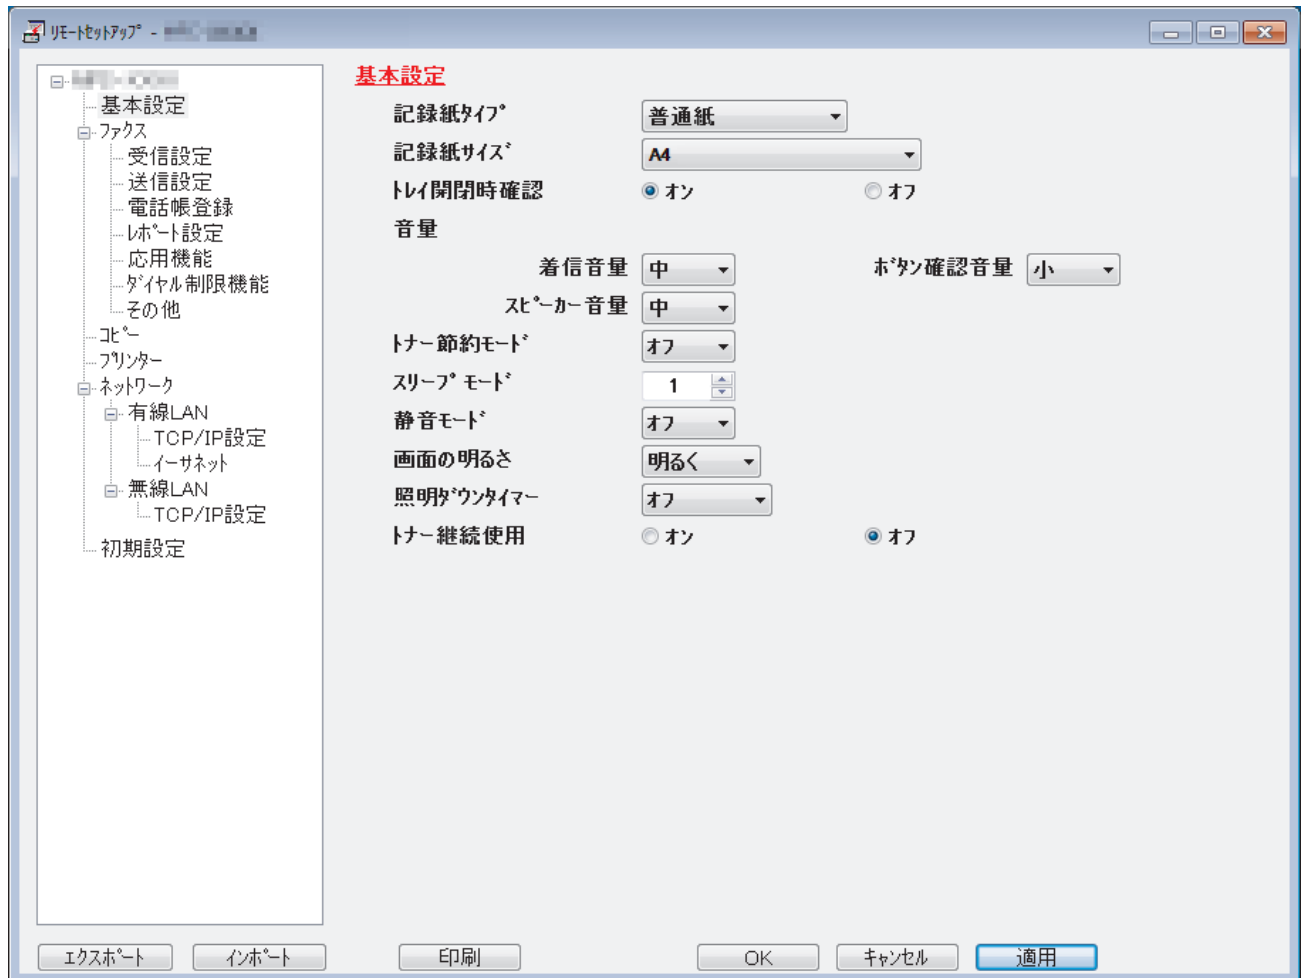 ﾘﾓｰﾄｾｯﾄｱｯﾌﾟ -
基本設定
ﾌｧｸｽ
受信設定
送信設定
電話帳登録
ﾚﾎﾟｰﾄ設定
応用機能
ﾀﾞｲﾔﾙ制限機能
その他
ｺﾋﾟｰ
ﾌﾟﾘﾝﾀｰ
ﾈｯﾄﾜｰｸ
有線LAN
TCP/IP設定
ｲｰｻﾈｯﾄ
無線LAN
TCP/IP設定
初期設定
基本設定
記録紙ﾀｲﾌﾟ 普通紙
記録紙ｻｲｽﾞ A4
ﾄﾚｲ開閉時確認 ｵﾝ ｵﾌ
音量
着信音量 中 ﾎﾞﾀﾝ確認音量 小
ｽﾋﾟｰｶｰ音量 中
ﾄﾅｰ節約ﾓｰﾄﾞ ｵﾌ
ｽﾘｰﾌﾟﾓｰﾄﾞ 1
静音ﾓｰﾄﾞ ｵﾌ
画面の明るさ 明るく
照明ﾀﾞｳﾝﾀｲﾏｰ ｵﾌ
ﾄﾅｰ継続使用 ｵﾝ ｵﾌ
ｴｸｽﾎﾟｰﾄ ｲﾝﾎﾟｰﾄ 印刷 OK ｷｬﾝｾﾙ 適用